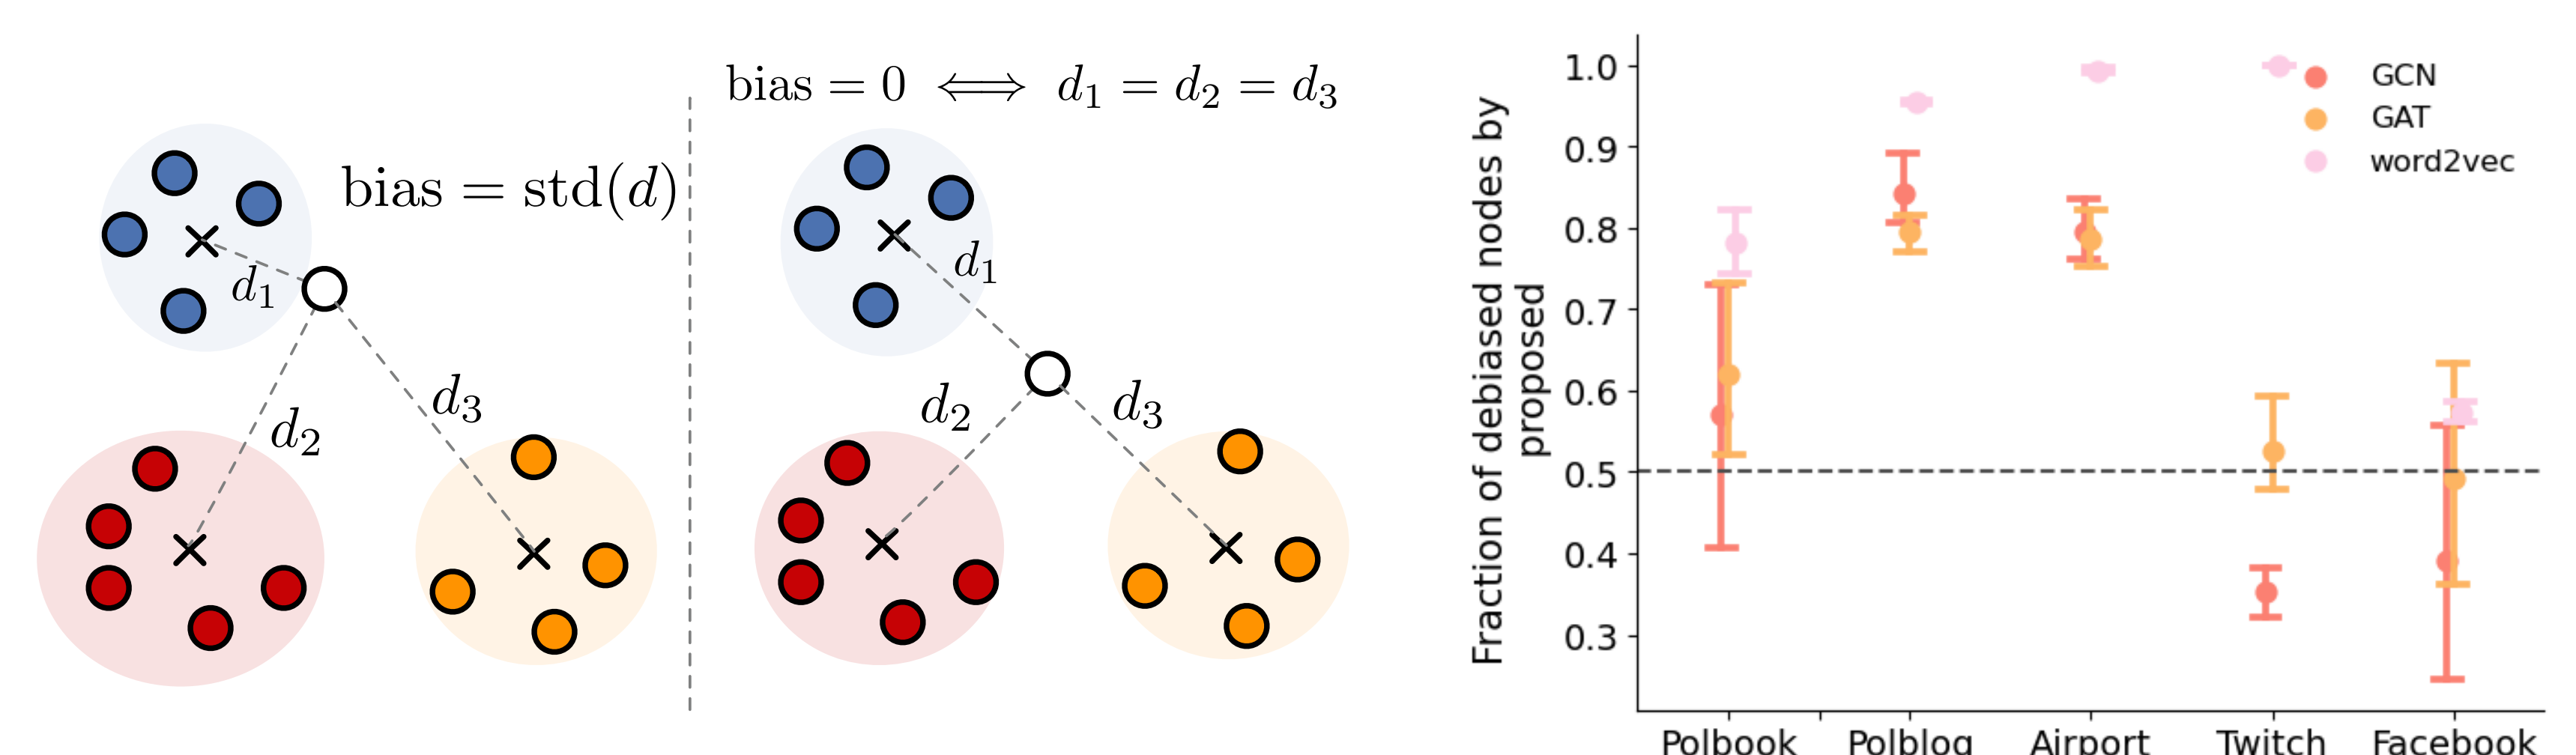 bias = std(d)
d₁
d₂
d₃
bias = 0 ⟺ d₁ = d₂ = d₃
d₁
d₂
d₃
Fraction of debiased nodes by
proposed
1.0
0.9
0.8
0.7
0.6
0.5
0.4
0.3
GCN
GAT
word2vec
Polbook Polblog Airport Twitch Facebook